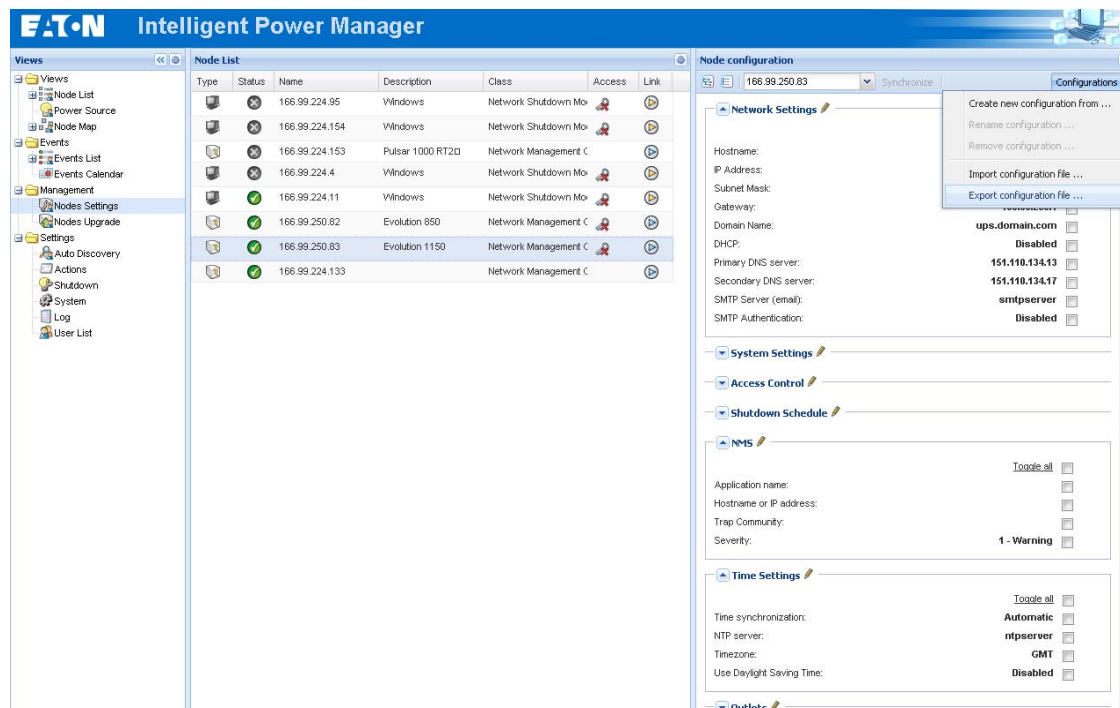 EATON Intelligent Power Manager
Views
Views
Node List
Power Source
Node Map
Events
Events List
Events Calendar
Management
Nodes Settings
Nodes Upgrade
Settings
Auto Discovery
Actions
Shutdown
System
Log
User List
Node List
Type Status Name Description Class Access Link
166.99.224.95 Windows Network Shutdown Mo
166.99.224.154 Windows Network Shutdown Mo
166.99.224.153 Pulsar 1000 RT2 Network Management C
166.99.224.4 Windows Network Shutdown Mo
166.99.224.11 Windows Network Shutdown Mo
166.99.250.82 Evolution 850 Network Management C
166.99.250.83 Evolution 1150 Network Management C
166.99.224.133 Network Management C
Node configuration
166.99.250.83 Synchronize Configurations
Create new configuration from ...
Rename configuration ...
Remove configuration ...
Import configuration file ...
Export configuration file ...
Network Settings
Hostname:
IP Address:
Subnet Mask:
Gateway:
Domain Name: ups.domain.com
DHCP: Disabled
Primary DNS server: 151.110.134.13
Secondary DNS server: 151.110.134.17
SMTP Server (email): smtpserver
SMTP Authentication: Disabled
System Settings
Access Control
Shutdown Schedule
NMS
Toggle all
Application name:
Hostname or IP address:
Trap Community:
Severity: 1 - Warning
Time Settings
Toggle all
Time synchronization: Automatic
NTP server: ntpserver
Timezone: GMT
Use Daylight Saving Time: Disabled
Outlets